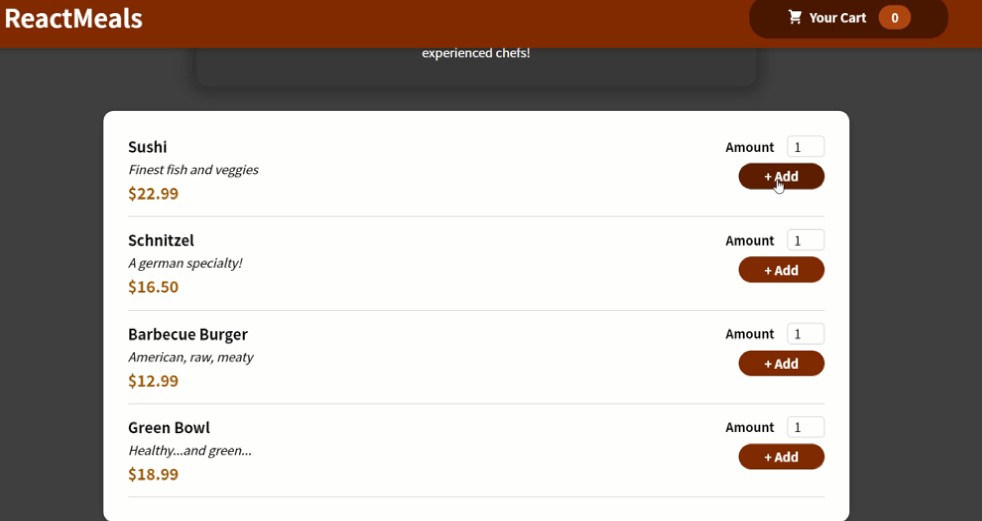 ReactMeals
Your Cart 0
experienced chefs!
Sushi
Finest fish and veggies
$22.99
Amount 1
+ Add
Schnitzel
A german specialty!
$16.50
Amount 1
+ Add
Barbecue Burger
American, raw, meaty
$12.99
Amount 1
+ Add
Green Bowl
Healthy...and green...
$18.99
Amount 1
+ Add